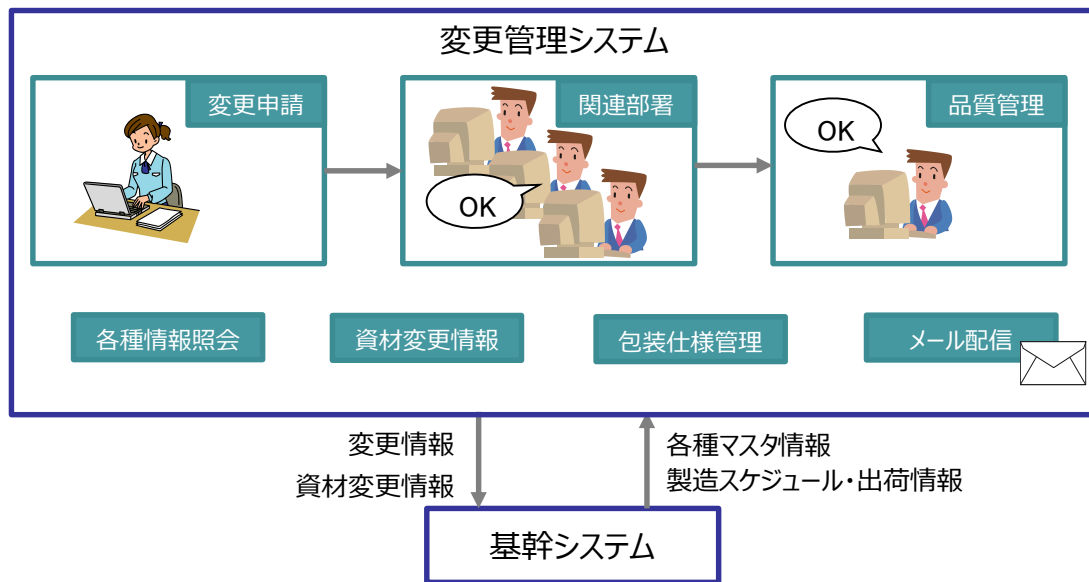 変更管理システム
変更申請
関連部署
品質管理
OK
OK
各種情報照会
資材変更情報
包装仕様管理
メール配信
変更情報
資材変更情報
各種マスタ情報
製造スケジュール・出荷情報
基幹システム